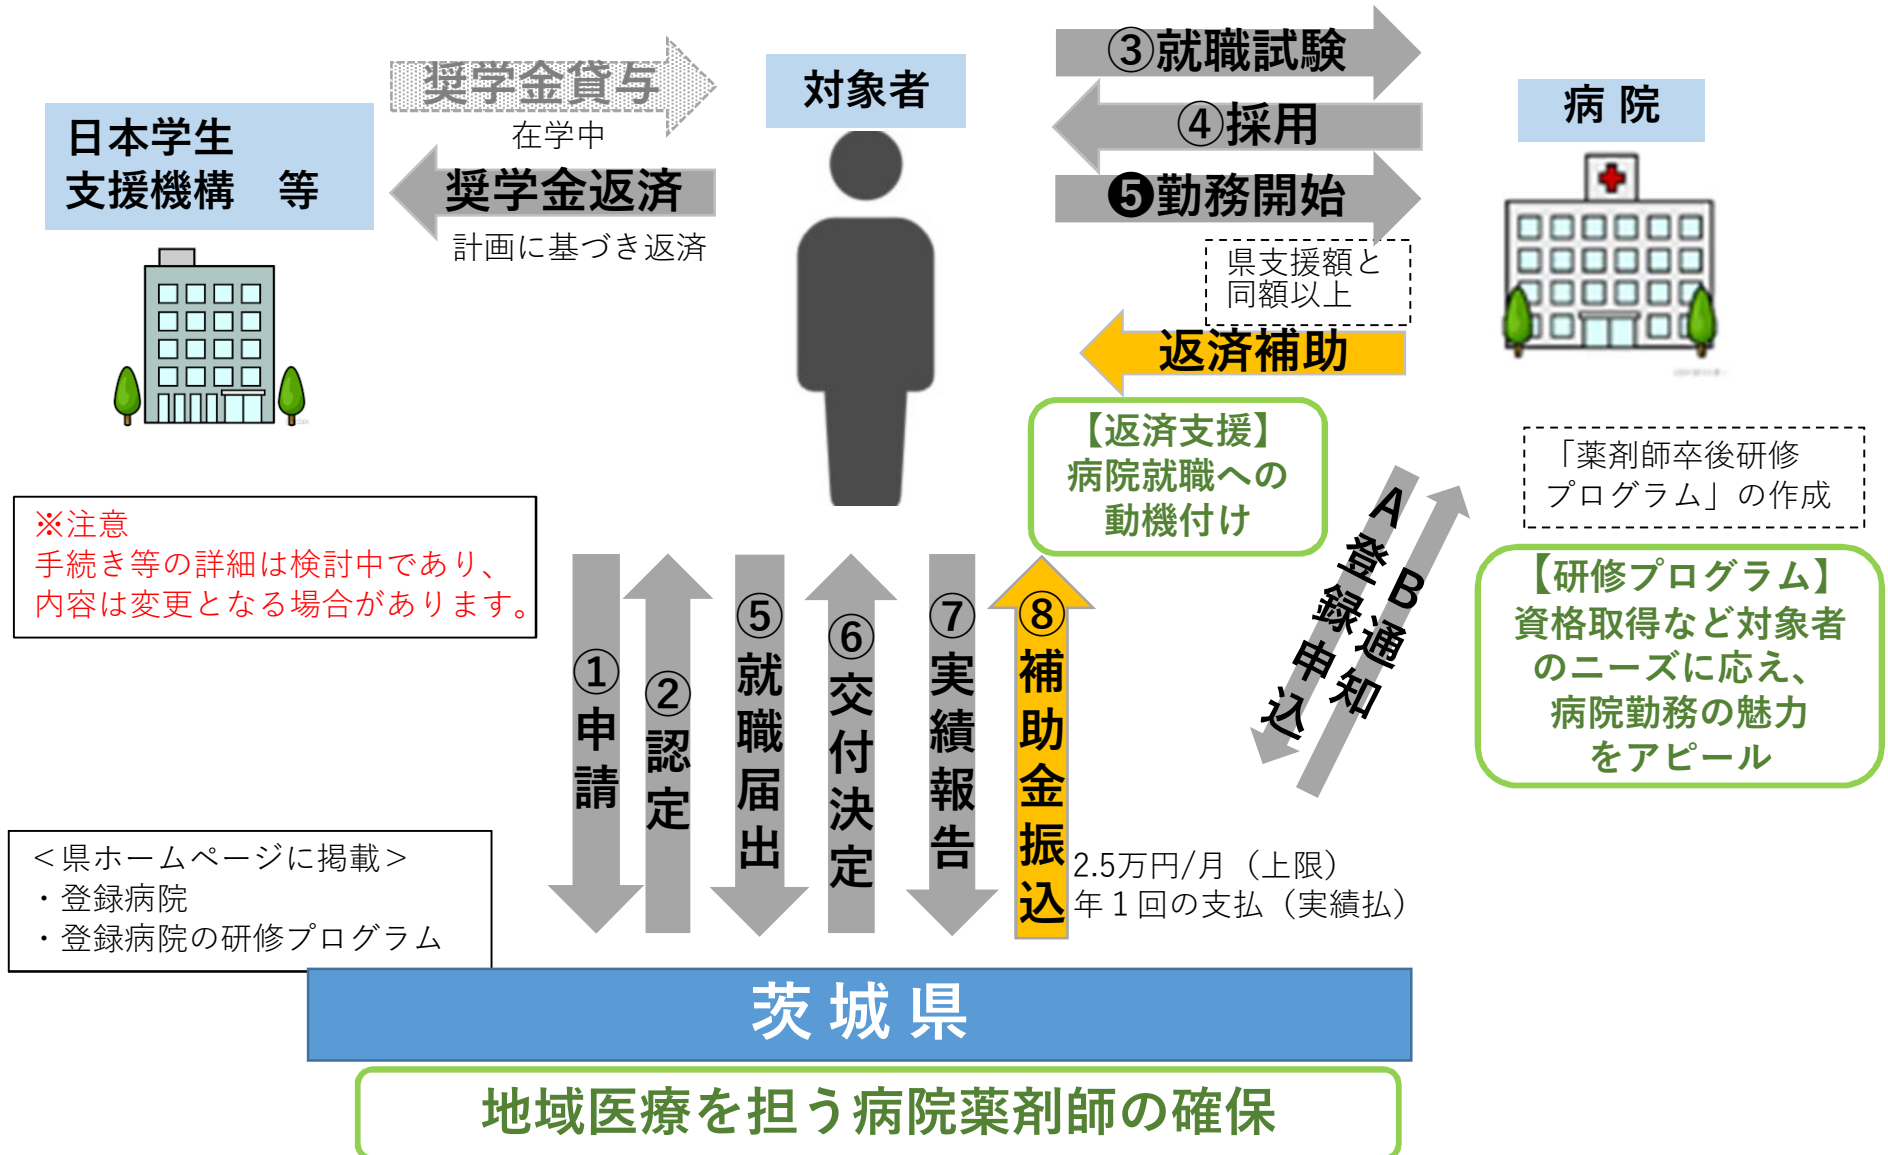 日本学生
支援機構　等
奨学金貸与
在学中
奨学金返済
計画に基づき返済
対象者
③就職試験
④採用
❺勤務開始
病 院
県支援額と
同額以上
返済補助
【返済支援】
病院就職への
動機付け
「薬剤師卒後研修
プログラム」の作成
【研修プログラム】
資格取得など対象者
のニーズに応え、
病院勤務の魅力
をアピール
A登録申込
B通知
※注意
手続き等の詳細は検討中であり、
内容は変更となる場合があります。
①申請
②認定
⑤就職届出
⑥交付決定
⑦実績報告
⑧補助金振込
2.5万円/月（上限）
年１回の支払（実績払）
＜県ホームページに掲載＞
・登録病院
・登録病院の研修プログラム
茨 城 県
地域医療を担う病院薬剤師の確保